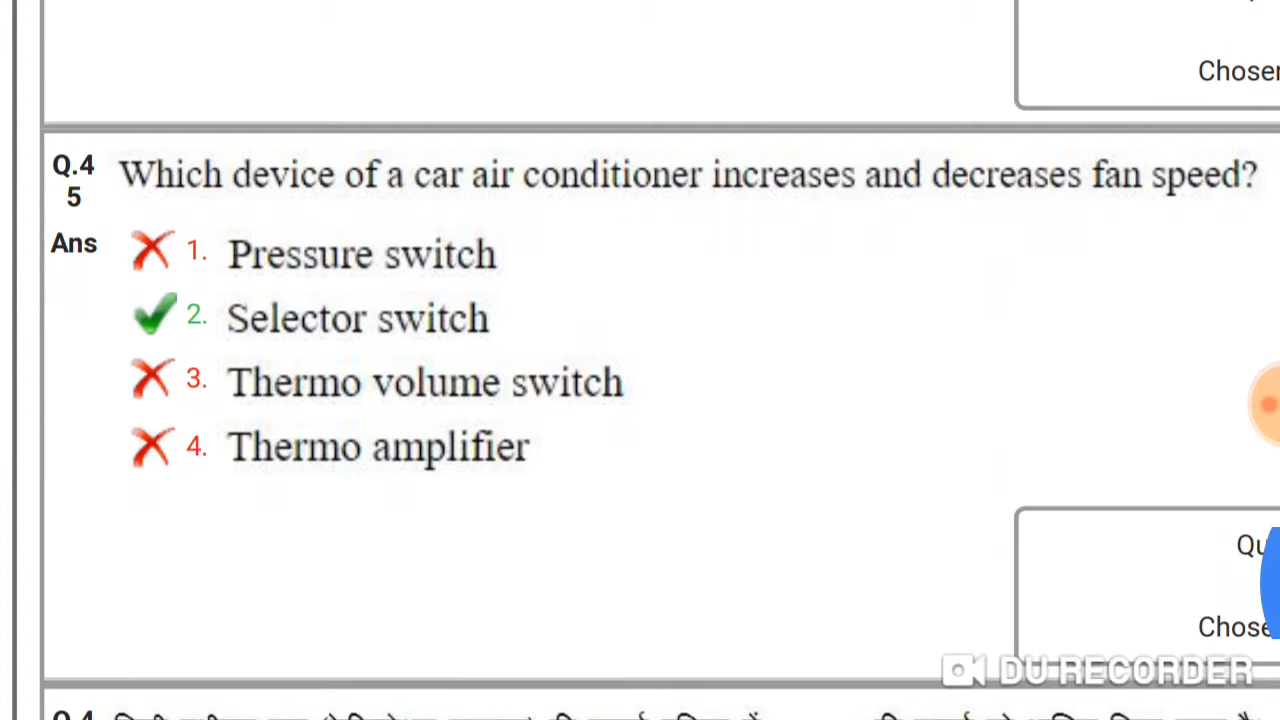 Chosen
Q.4 Which device of a car air conditioner increases and decreases fan speed?
5
Ans 1. Pressure switch
2. Selector switch
3. Thermo volume switch
4. Thermo amplifier
Qu
Chose
DU RECORDER
Q.4